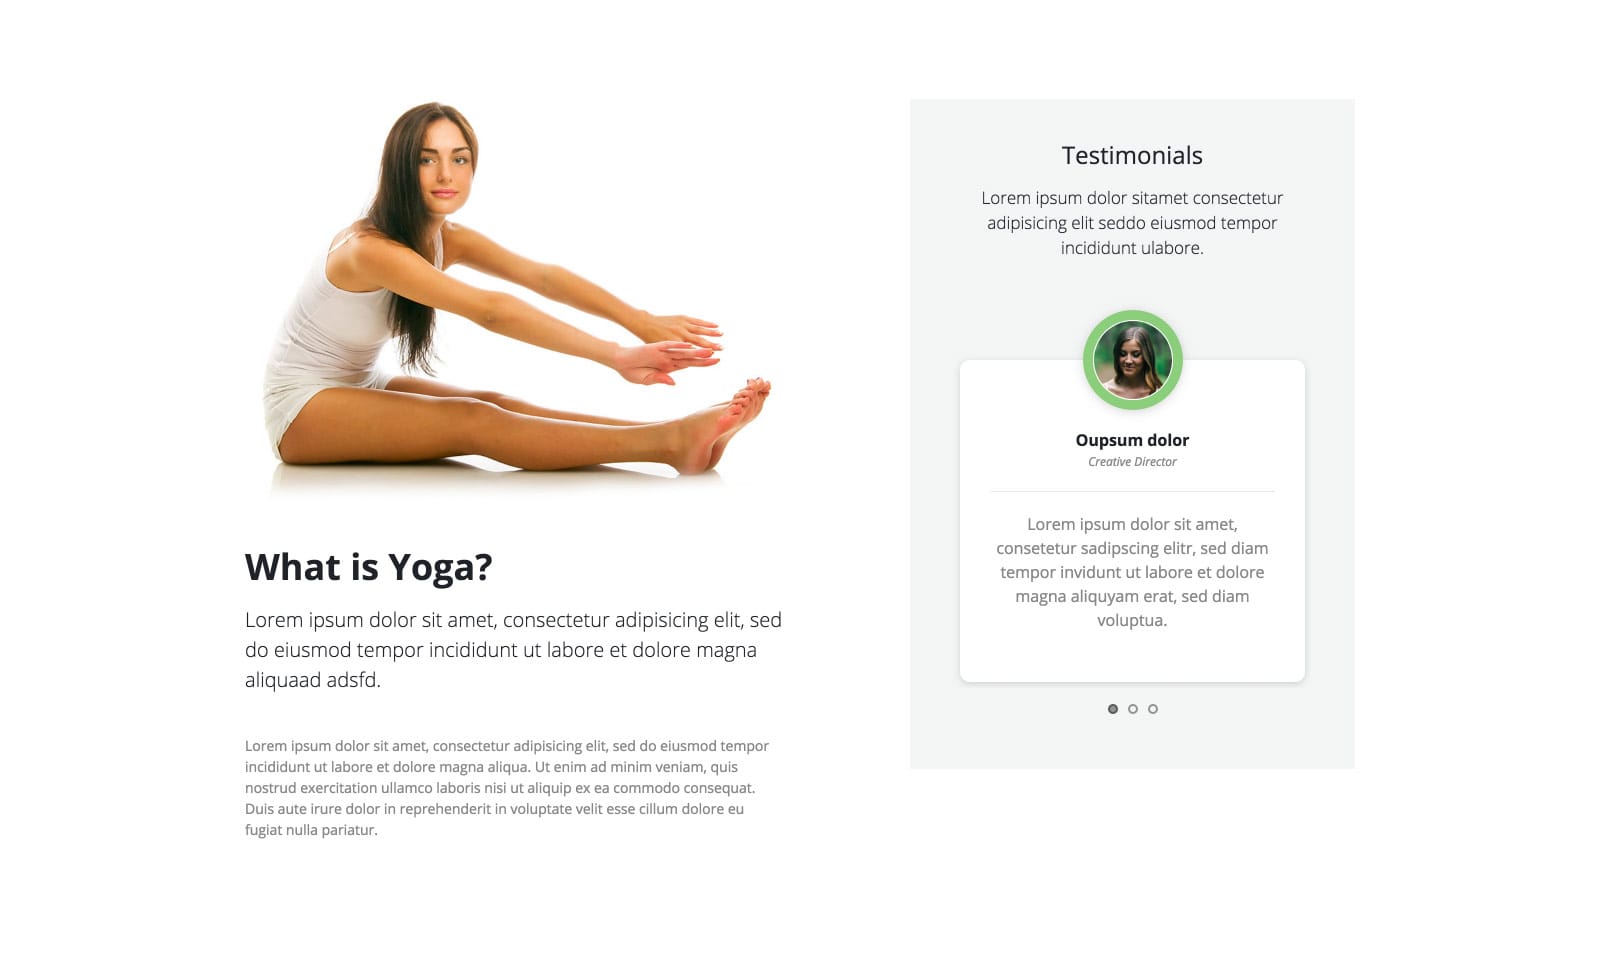 What is Yoga?
Lorem ipsum dolor sit amet, consectetur adipisicing elit, sed
do eiusmod tempor incididunt ut labore et dolore magna
aliquaad adsfd.
Lorem ipsum dolor sit amet, consectetur adipisicing elit, sed do eiusmod tempor
incididunt ut labore et dolore magna aliqua. Ut enim ad minim veniam, quis
nostrud exercitation ullamco laboris nisi ut aliquip ex ea commodo consequat.
Duis aute irure dolor in reprehenderit in voluptate velit esse cillum dolore eu
fugiat nulla pariatur.
Testimonials
Lorem ipsum dolor sitamet consectetur
adipisicing elit seddo eiusmod tempor
incididunt ulabore.
Oupsum dolor
Creative Director
Lorem ipsum dolor sit amet,
consetetur sadipscing elitr, sed diam
tempor invidunt ut labore et dolore
magna aliquyam erat, sed diam
voluptua.